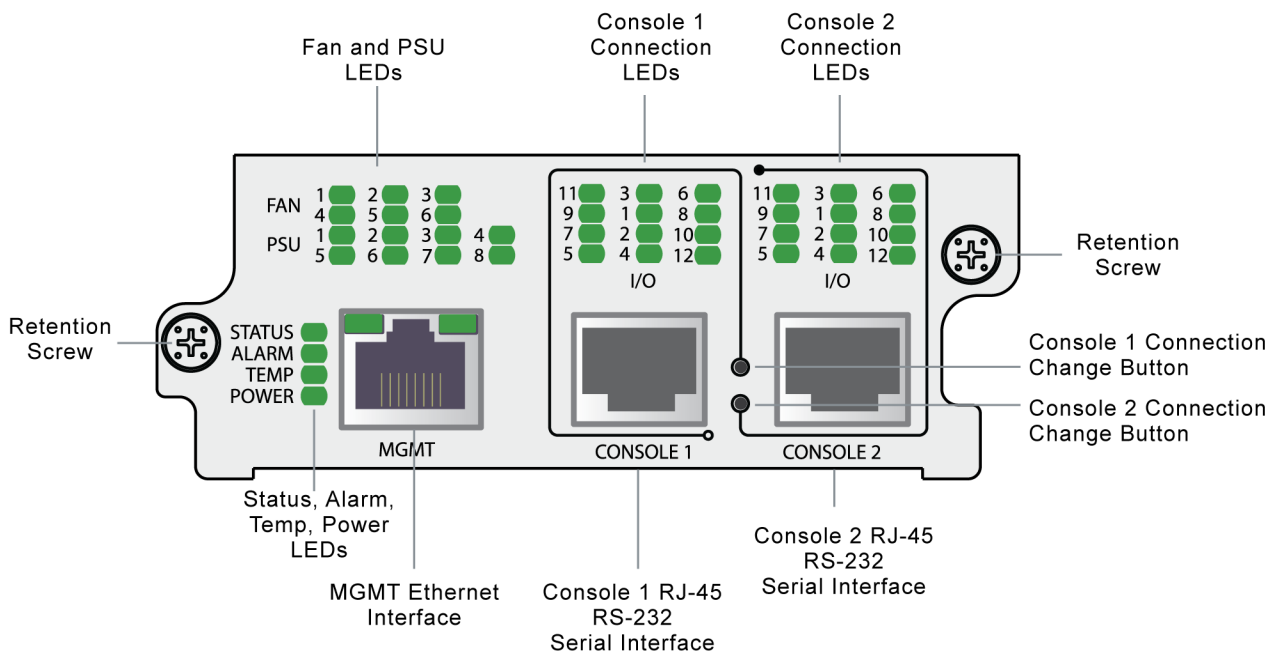 Fan and PSU
LEDs
Console 1
Connection
LEDs
Console 2
Connection
LEDs
FAN
1 2 3
4 5 6
PSU
1 2 3 4
5 6 7 8
11 3 6
9 1 8
7 2 10
5 4 12
I/O
11 3 6
9 1 8
7 2 10
5 4 12
I/O
Retention
Screw
Retention
Screw
STATUS
ALARM
TEMP
POWER
MGMT
CONSOLE 1
CONSOLE 2
Console 1 Connection
Change Button
Console 2 Connection
Change Button
Status, Alarm,
Temp, Power
LEDs
MGMT Ethernet
Interface
Console 1 RJ-45
RS-232
Serial Interface
Console 2 RJ-45
RS-232
Serial Interface